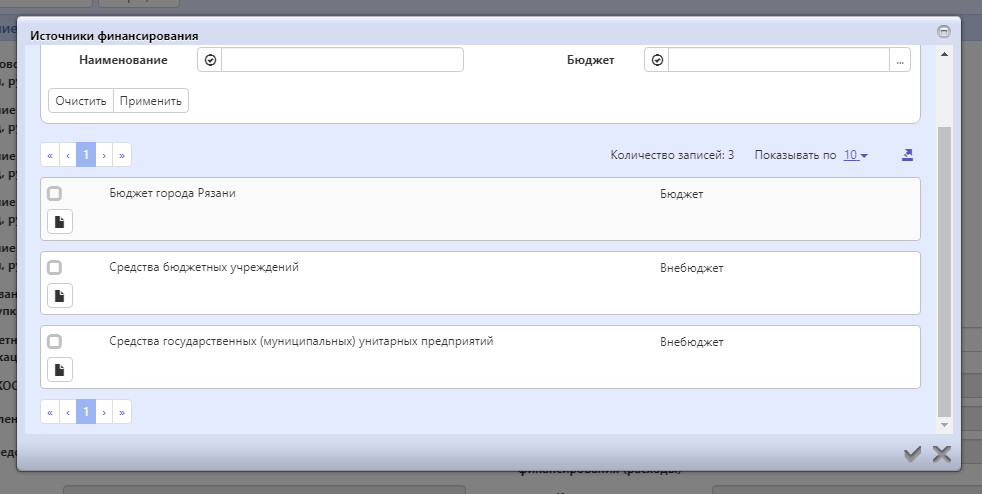 Источники финансирования
Наименование
Бюджет
...
Очистить Применить
« ‹ 1 › »
Количество записей: 3 Показывать по 10
Бюджет города Рязани Бюджет
Средства бюджетных учреждений Внебюджет
Средства государственных (муниципальных) унитарных предприятий Внебюджет
« ‹ 1 › »